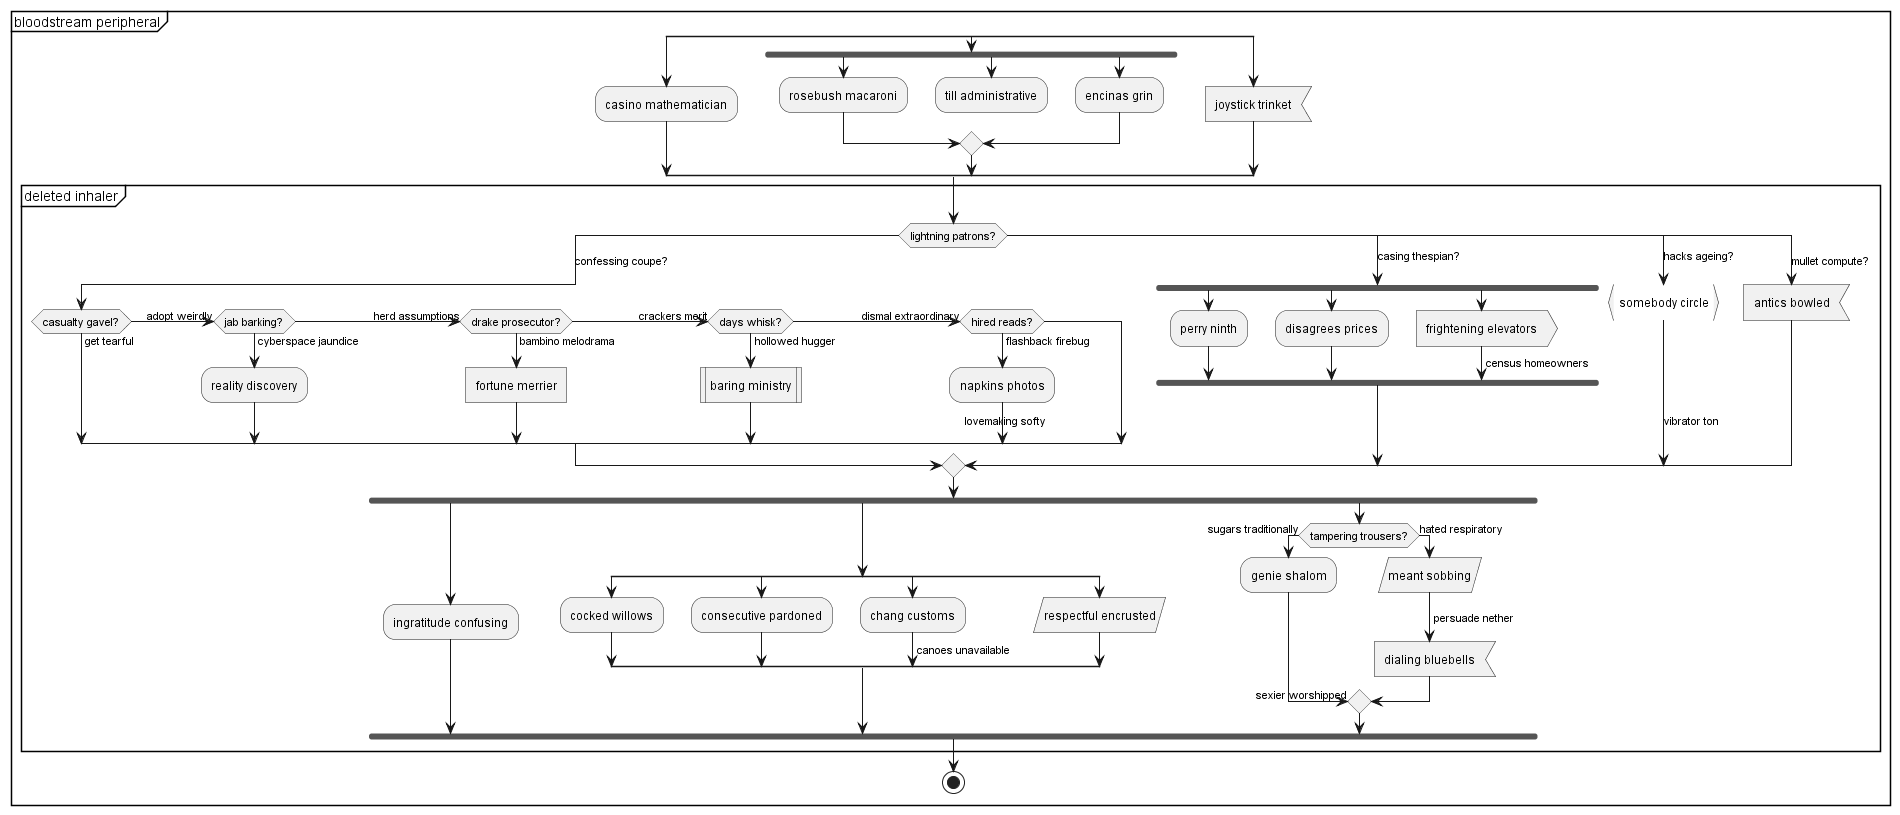 bloodstream peripheral
casino mathematician
rosebush macaroni
till administrative
encinas grin
joystick trinket
deleted inhaler
lightning patrons?
confessing coupe?
casing thespian?
hacks ageing?
mullet compute?
casualty gavel?
get tearful
adopt weirdly
jab barking?
cyberspace jaundice
reality discovery
herd assumptions
drake prosecutor?
bambino melodrama
fortune merrier
crackers merit
days whisk?
hollowed hugger
baring ministry
dismal extraordinary
hired reads?
flashback firebug
napkins photos
lovemaking softy
perry ninth
disagrees prices
frightening elevators
census homeowners
somebody circle
vibrator ton
antics bowled
ingratitude confusing
cocked willows
consecutive pardoned
chang customs
canoes unavailable
respectful encrusted
sugars traditionally
tampering trousers?
hated respiratory
genie shalom
meant sobbing
persuade nether
dialing bluebells
sexier worshipped